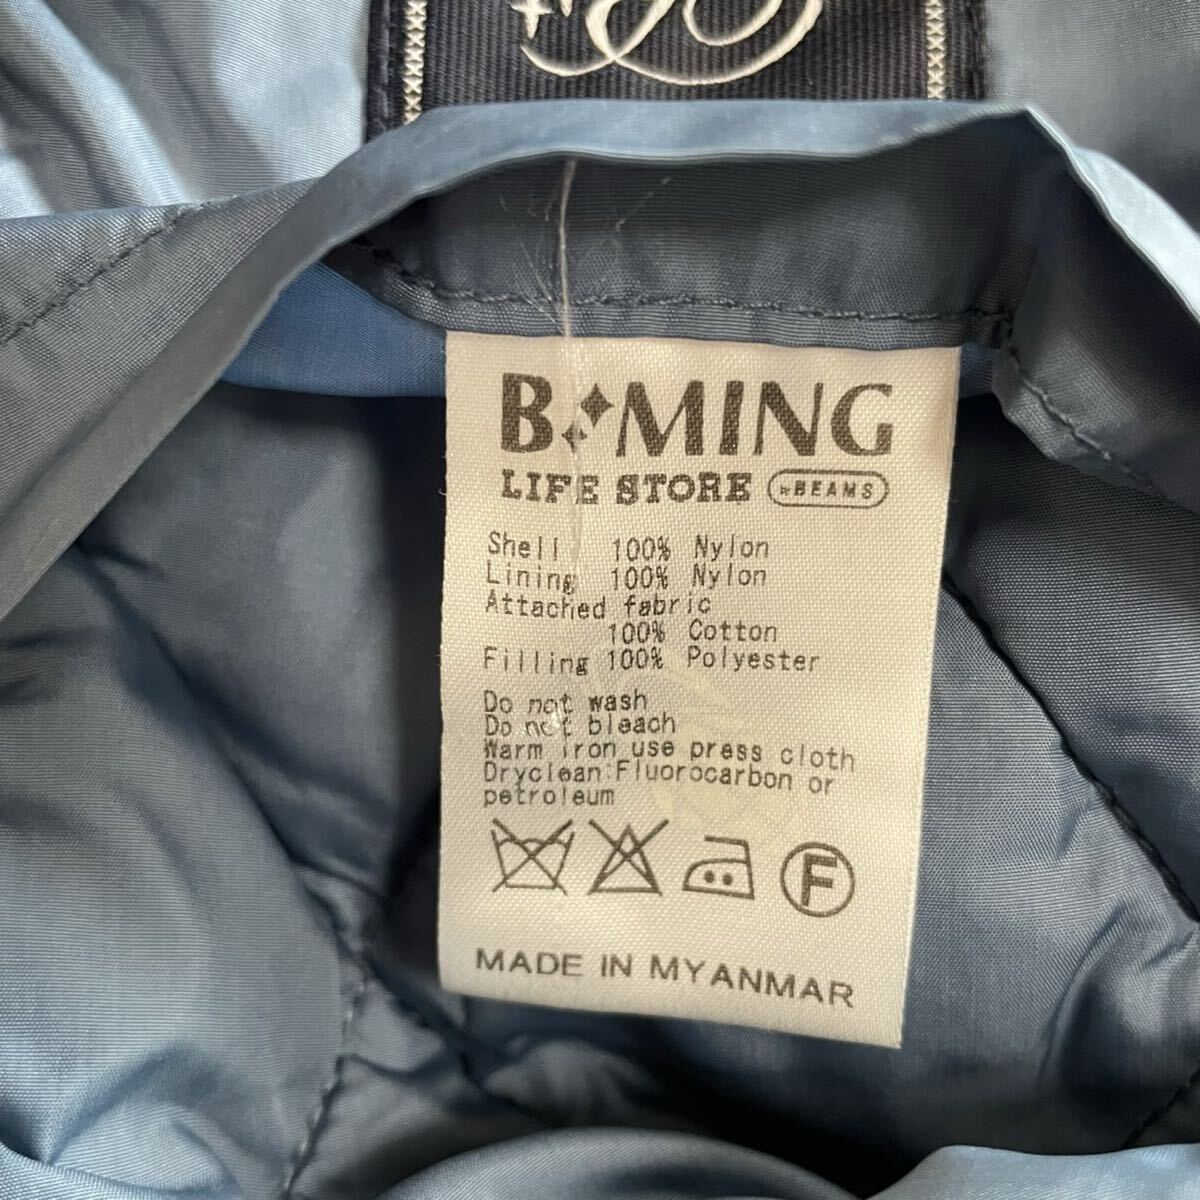 B MING
LIFE STORE by BEAMS
Shell 100% Nylon
Lining 100% Nylon
Attached fabric
100% Cotton
Filling 100% Polyester
Do not wash
Do not bleach
Warm iron use press cloth
Dryclean:Fluorocarbon or
petroleum
F
MADE IN MYANMAR